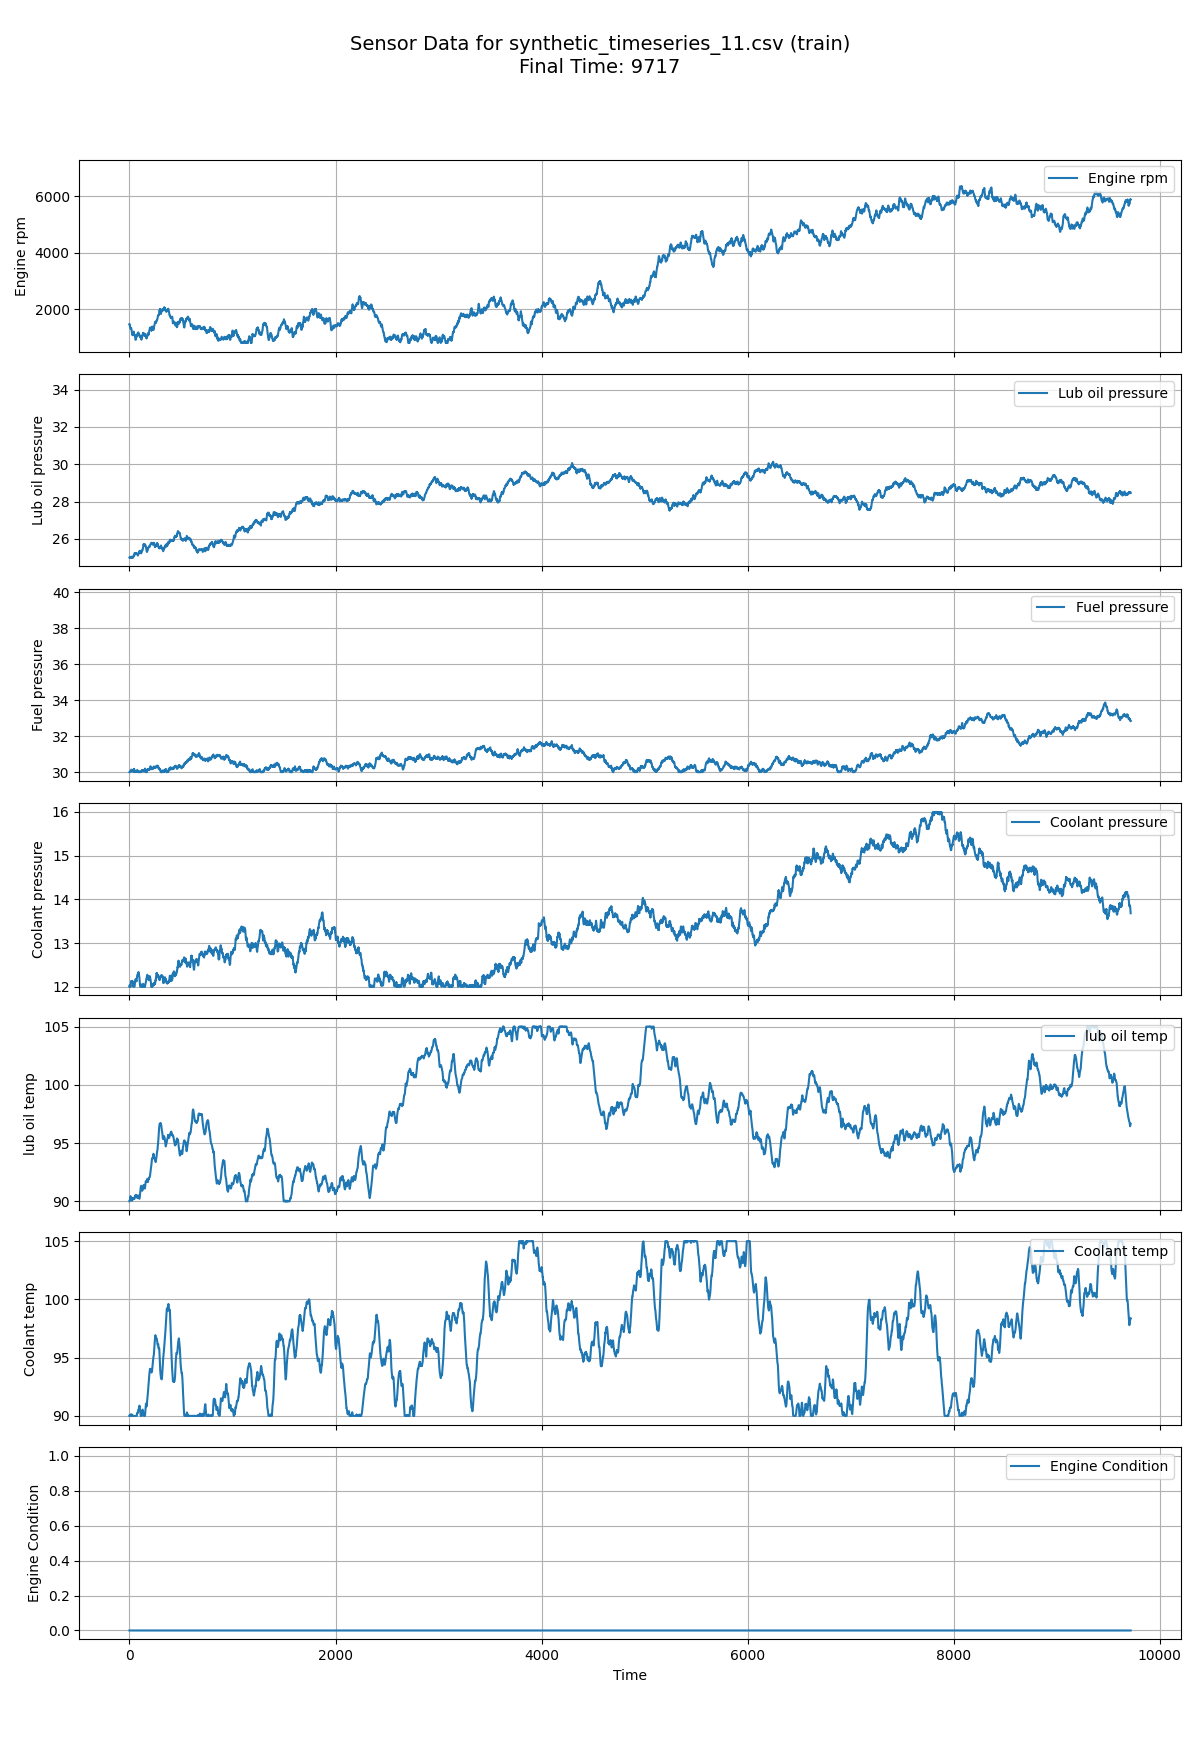 Sensor Data for synthetic_timeseries_11.csv (train)
Final Time: 9717
Engine rpm
6000
4000
2000
Engine rpm
Lub oil pressure
34
32
30
28
26
Lub oil pressure
Fuel pressure
40
38
36
34
32
30
Fuel pressure
Coolant pressure
16
15
14
13
12
Coolant pressure
lub oil temp
105
100
95
90
lub oil temp
Coolant temp
105
100
95
90
Coolant temp
Engine Condition
1.0
0.8
0.6
0.4
0.2
0.0
Engine Condition
0 2000 4000 6000 8000 10000
Time